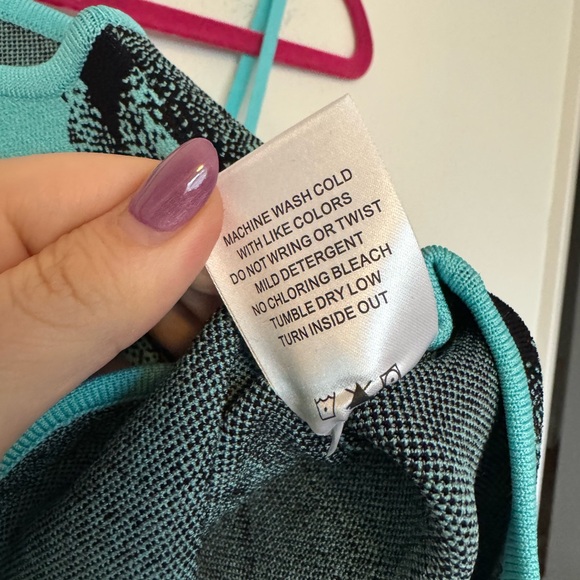 MACHINE WASH COLD
WITH LIKE COLORS
DO NOT WRING OR TWIST
MILD DETERGENT
NO CHLORING BLEACH
TUMBLE DRY LOW
TURN INSIDE OUT